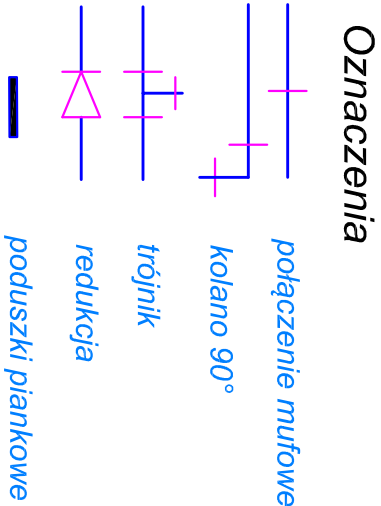 Oznaczenia
połączenie mufowe
kolano 90°
trójnik
redukcja
poduszki piankowe